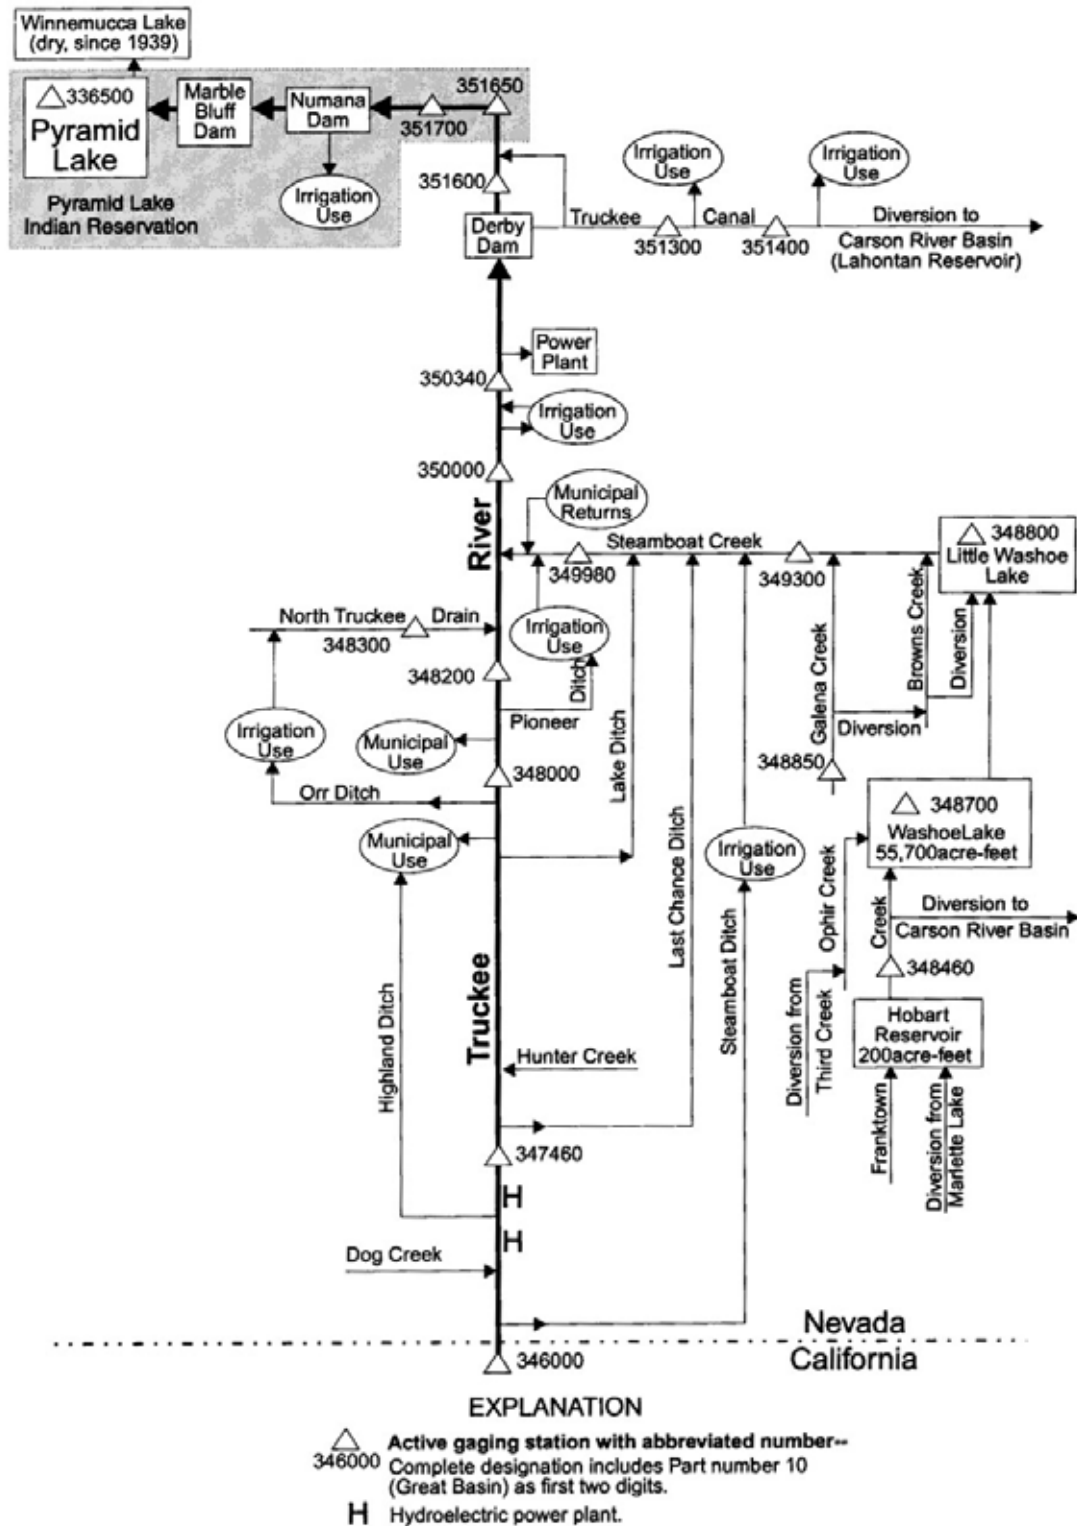 Winnemucca Lake
(dry, since 1939)
336500
Pyramid
Lake
Marble
Bluff
Dam
Numana
Dam
351650
351700
Irrigation
Use
Pyramid Lake
Indian Reservation
351600
Derby
Dam
Irrigation
Use
Irrigation
Use
Truckee
Canal
351300
351400
Diversion to
Carson River Basin
(Lahontan Reservoir)
Power
Plant
350340
Irrigation
Use
350000
Municipal
Returns
River
Steamboat Creek
349980
349300
348800
Little Washoe
Lake
North Truckee
Drain
348300
Irrigation
Use
348200
Ditch
Pioneer
Galena Creek
Browns Creek
Diversion
Diversion
Irrigation
Use
Municipal
Use
348000
Lake Ditch
348850
Orr Ditch
348700
WashoeLake
55,700acre-feet
Municipal
Use
Last Chance Ditch
Irrigation
Use
Ophir Creek
Creek
Diversion to
Carson River Basin
348460
Highland Ditch
Truckee
Steamboat Ditch
Diversion from
Third Creek
Hobart
Reservoir
200acre-feet
Hunter Creek
Franktown
Diversion from
Marlette Lake
347460
H
H
Dog Creek
Nevada
California
346000
EXPLANATION
346000
Active gaging station with abbreviated number--
Complete designation includes Part number 10
(Great Basin) as first two digits.
H Hydroelectric power plant.